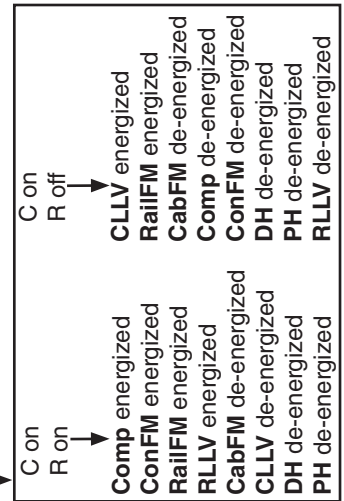 C on
R on
Comp energized
ConFM energized
RailFM energized
RLLV energized
CabFM de-energized
CLLV de-energized
DH de-energized
PH de-energized
C on
R off
CLLV energized
RailFM energized
CabFM de-energized
Comp de-energized
ConFM de-energized
DH de-energized
PH de-energized
RLLV de-energized